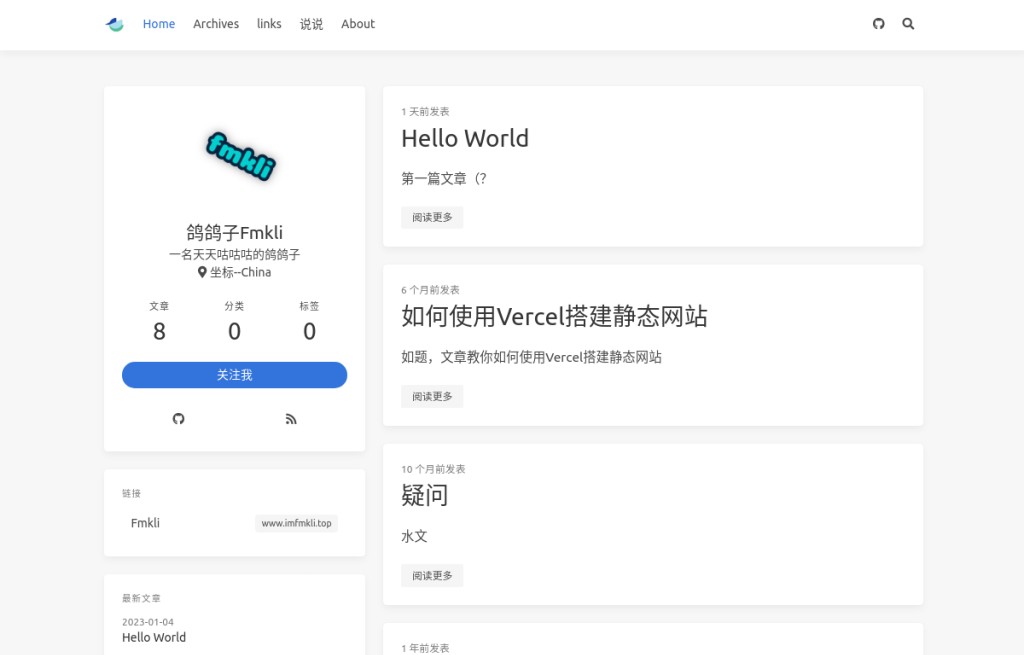 Home Archives links 说说 About
fmkli
鸽鸽子Fmkli
一名天天咕咕咕的鸽鸽子
坐标--China
文章 分类 标签
8 0 0
关注我
链接
Fmkli www.imfmkli.top
最新文章
2023-01-04
Hello World
1 天前发表
Hello World
第一篇文章（？
阅读更多
6 个月前发表
如何使用Vercel搭建静态网站
如题，文章教你如何使用Vercel搭建静态网站
阅读更多
10 个月前发表
疑问
水文
阅读更多
1 年前发表